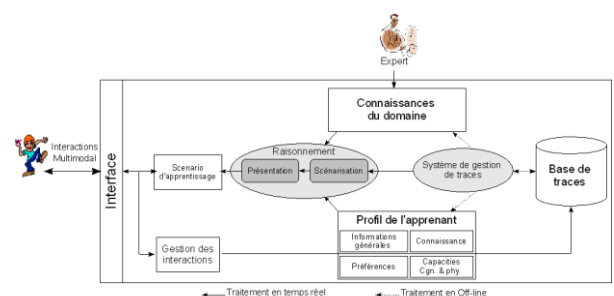 Expert
Connaissances
du domaine
Interactions
Multimodal
Interface
Scenario
d'apprentissage
Raisonnement
Présentation
Scénarisation
Système de gestion
de traces
Base de
traces
Profil de l'apprenant
Informations
générales
Connaissance
Préférences
Capacities
Cgn. & phy.
Gestion des
interactions
Traitement en temps réel
Traitement en Off-line